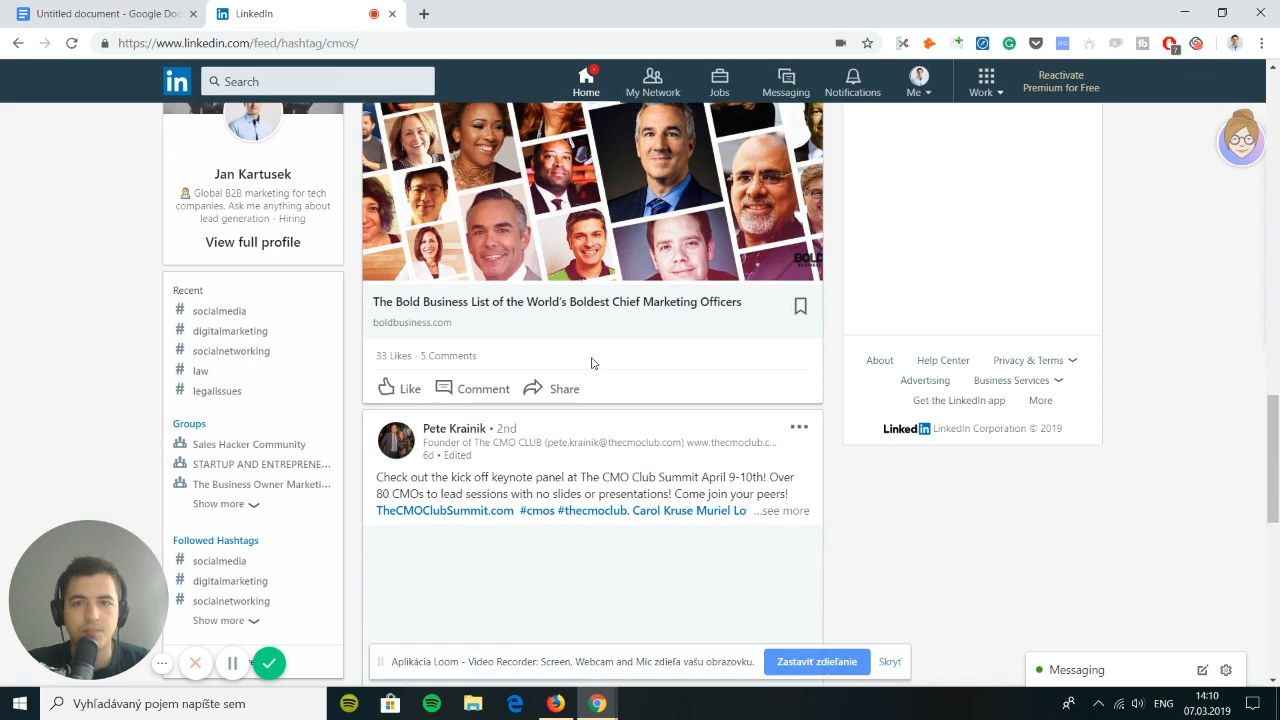 Untitled document - Google Doc
LinkedIn
https://www.linkedin.com/feed/hashtag/cmos/
7
in
Search
Home
My Network
Jobs
Messaging
Notifications
Me
Work
Reactivate
Premium for Free
Jan Kartusek
Global B2B marketing for tech
companies. Ask me anything about
lead generation - Hiring
View full profile
Recent
# socialmedia
# digitalmarketing
# socialnetworking
# law
# legalissues
Groups
Sales Hacker Community
STARTUP AND ENTREPRENE...
The Business Owner Marketi...
Show more
Followed Hashtags
# socialmedia
# digitalmarketing
# socialnetworking
Show more
BOLD
BUSINESS
The Bold Business List of the World's Boldest Chief Marketing Officers
boldbusiness.com
33 Likes · 5 Comments
Like
Comment
Share
Pete Krainik • 2nd
Founder of The CMO CLUB (pete.krainik@thecmoclub.com) www.thecmoclub.c...
6d • Edited
Check out the kick off keynote panel at The CMO Club Summit April 9-10th! Over
80 CMOs to lead sessions with no slides or presentations! Come join your peers!
TheCMOClubSummit.com #cmos #thecmoclub. Carol Kruse Muriel Lo ...see more
About
Help Center
Privacy & Terms
Advertising
Business Services
Get the LinkedIn app
More
Linked in LinkedIn Corporation © 2019
Aplikácia Loom - Video Recorder: Screen, Webcam and Mic zdieľa vašu obrazovku.
Zastaviť zdieľanie
Skryť
Messaging
Vyhľadávaný pojem napíšte sem
ENG
14:10
07.03.2019